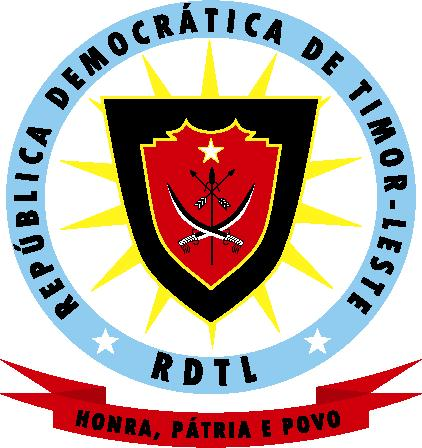 REPÚBLICA DEMOCRÁTICA DE TIMOR-LESTE
RDTL
HONRA, PÁTRIA E POVO